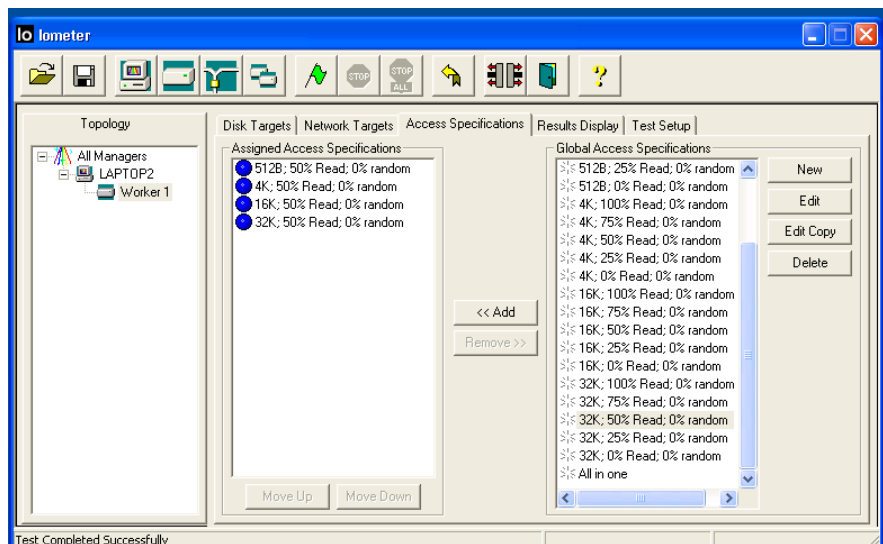 Iometer
STOP
STOP
ALL
Topology
All Managers
LAPTOP2
Worker 1
Disk Targets
Network Targets
Access Specifications
Results Display
Test Setup
Assigned Access Specifications
512B; 50% Read; 0% random
4K; 50% Read; 0% random
16K; 50% Read; 0% random
32K; 50% Read; 0% random
Move Up
Move Down
<< Add
Remove >>
Global Access Specifications
512B; 25% Read; 0% random
512B; 0% Read; 0% random
4K; 100% Read; 0% random
4K; 75% Read; 0% random
4K; 50% Read; 0% random
4K; 25% Read; 0% random
4K; 0% Read; 0% random
16K; 100% Read; 0% random
16K; 75% Read; 0% random
16K; 50% Read; 0% random
16K; 25% Read; 0% random
16K; 0% Read; 0% random
32K; 100% Read; 0% random
32K; 75% Read; 0% random
32K; 50% Read; 0% random
32K; 25% Read; 0% random
32K; 0% Read; 0% random
All in one
New
Edit
Edit Copy
Delete
Test Completed Successfully